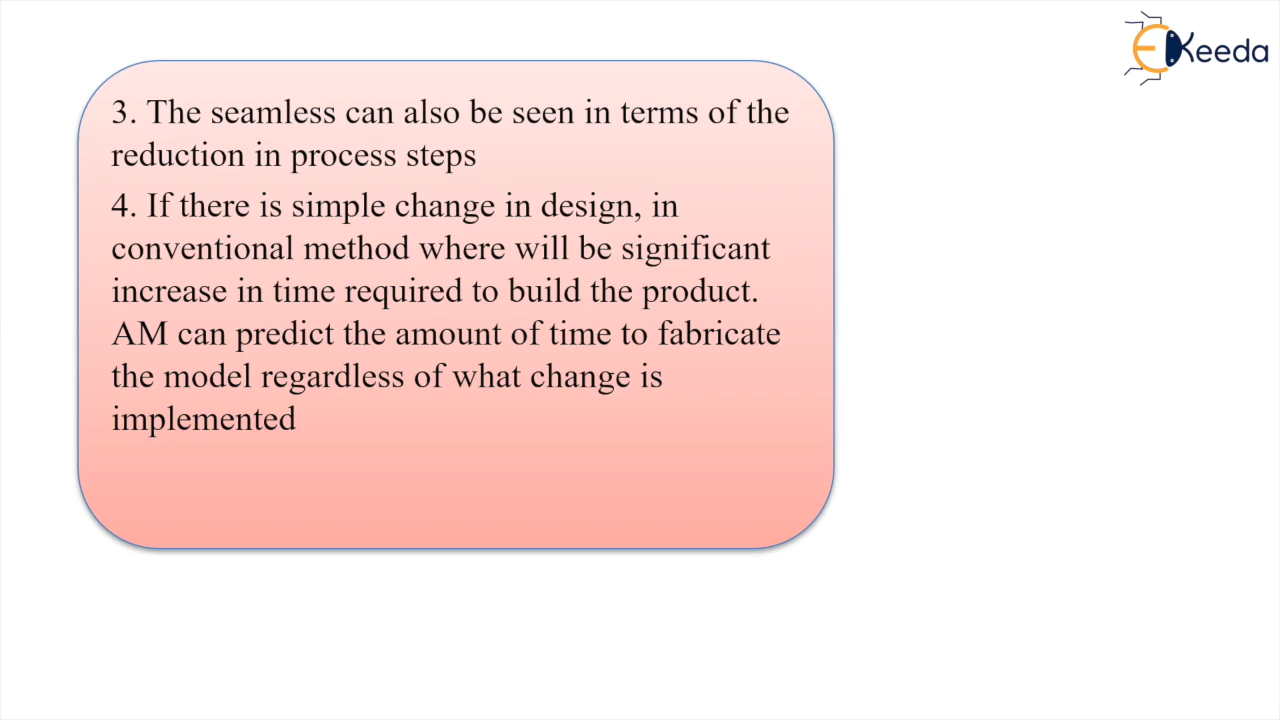 EKeeda
3. The seamless can also be seen in terms of the
reduction in process steps
4. If there is simple change in design, in
conventional method where will be significant
increase in time required to build the product.
AM can predict the amount of time to fabricate
the model regardless of what change is
implemented